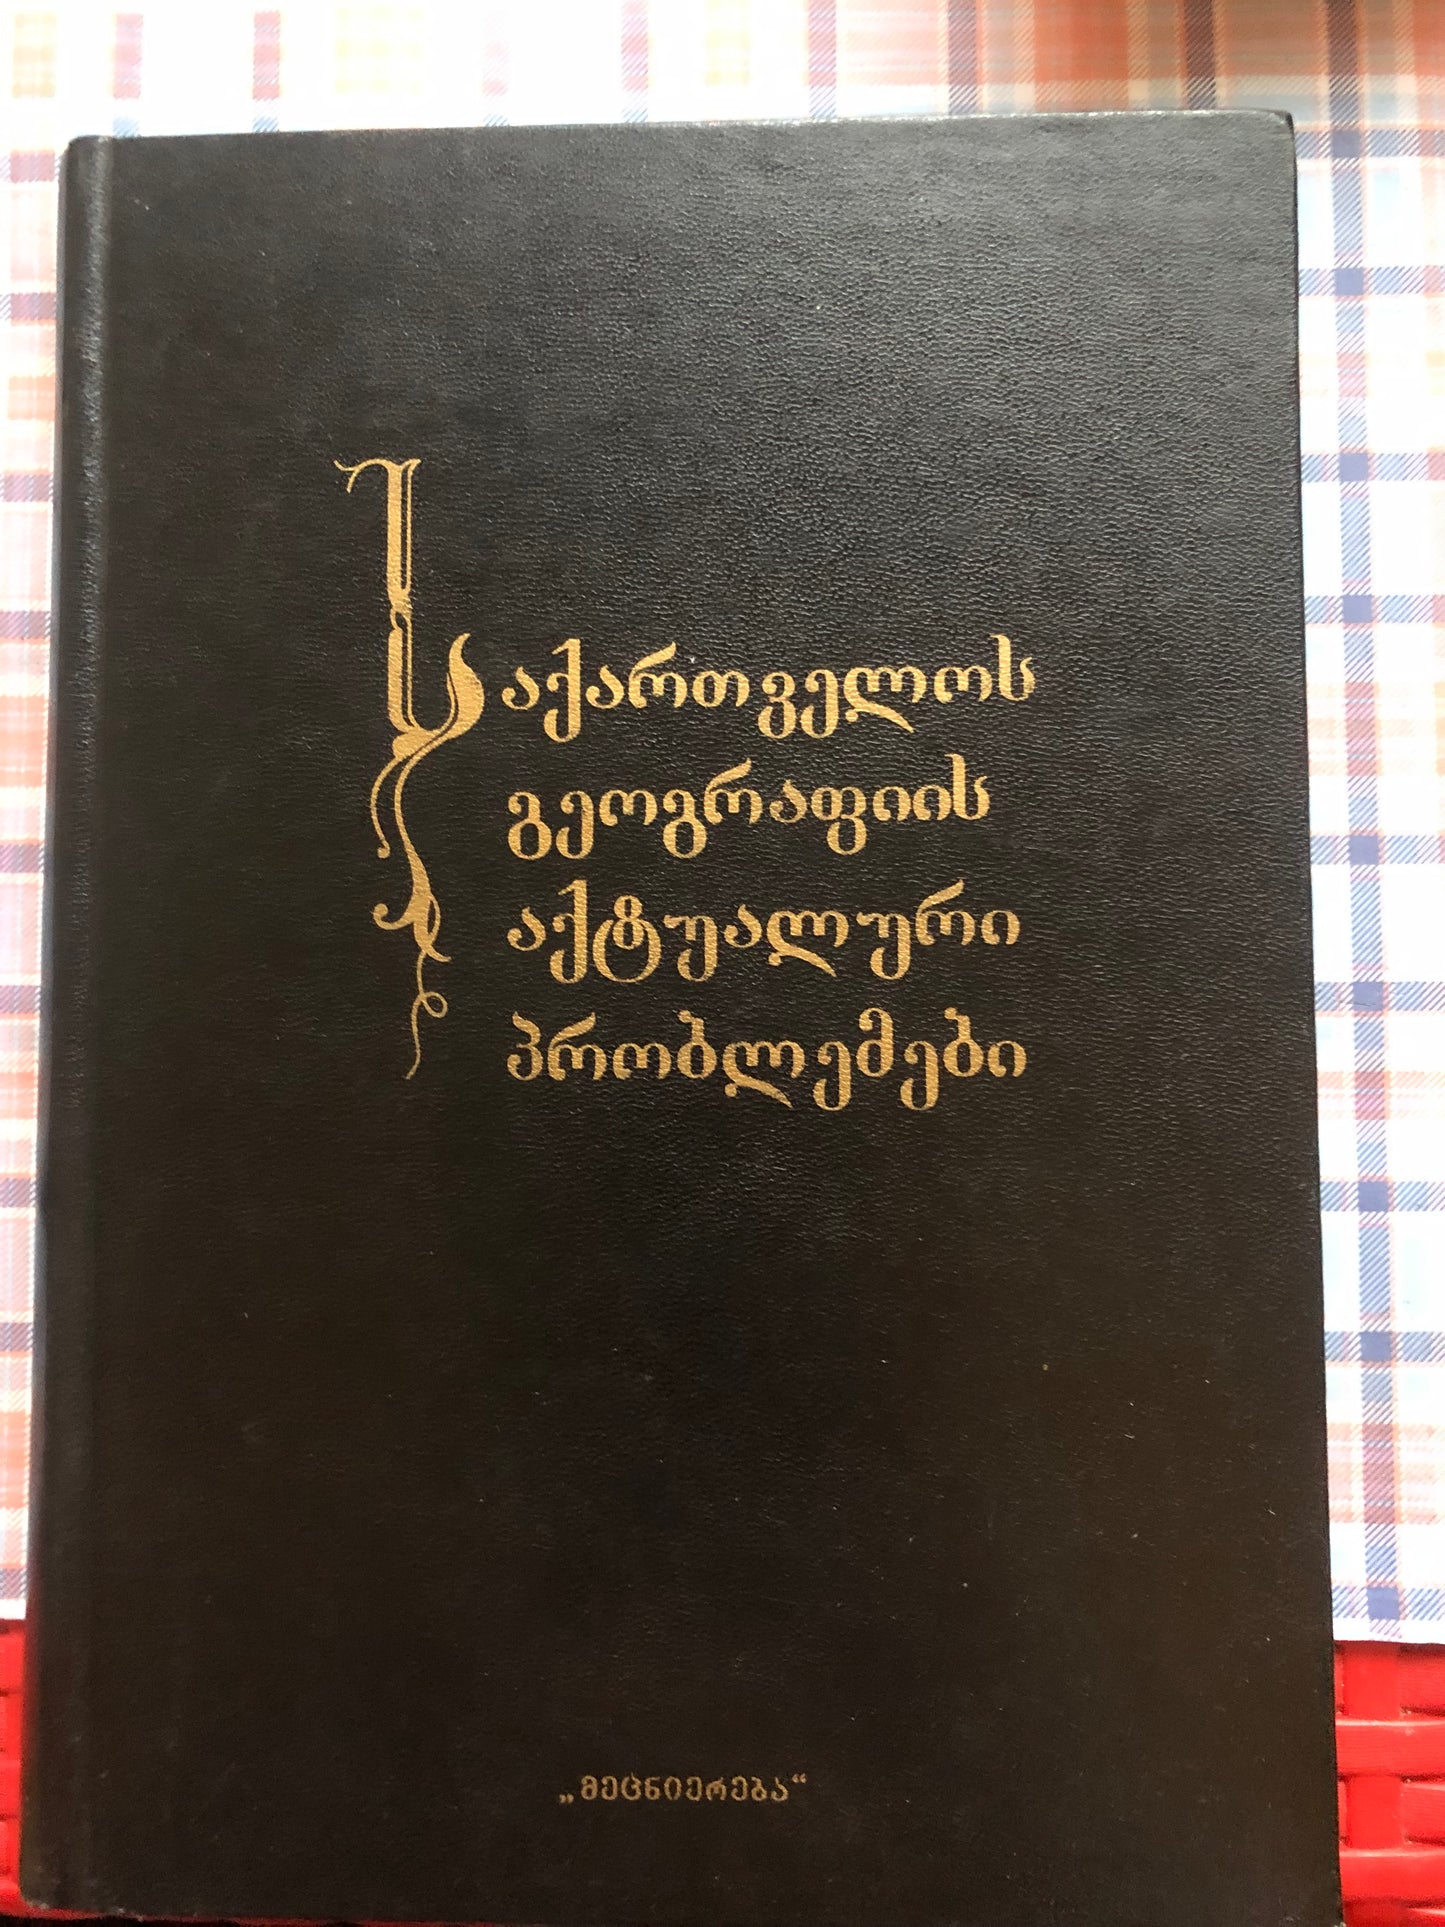 საქართველოს
გეოგრაფიის
აქტუალური
პრობლემები
„მეცნიერება“